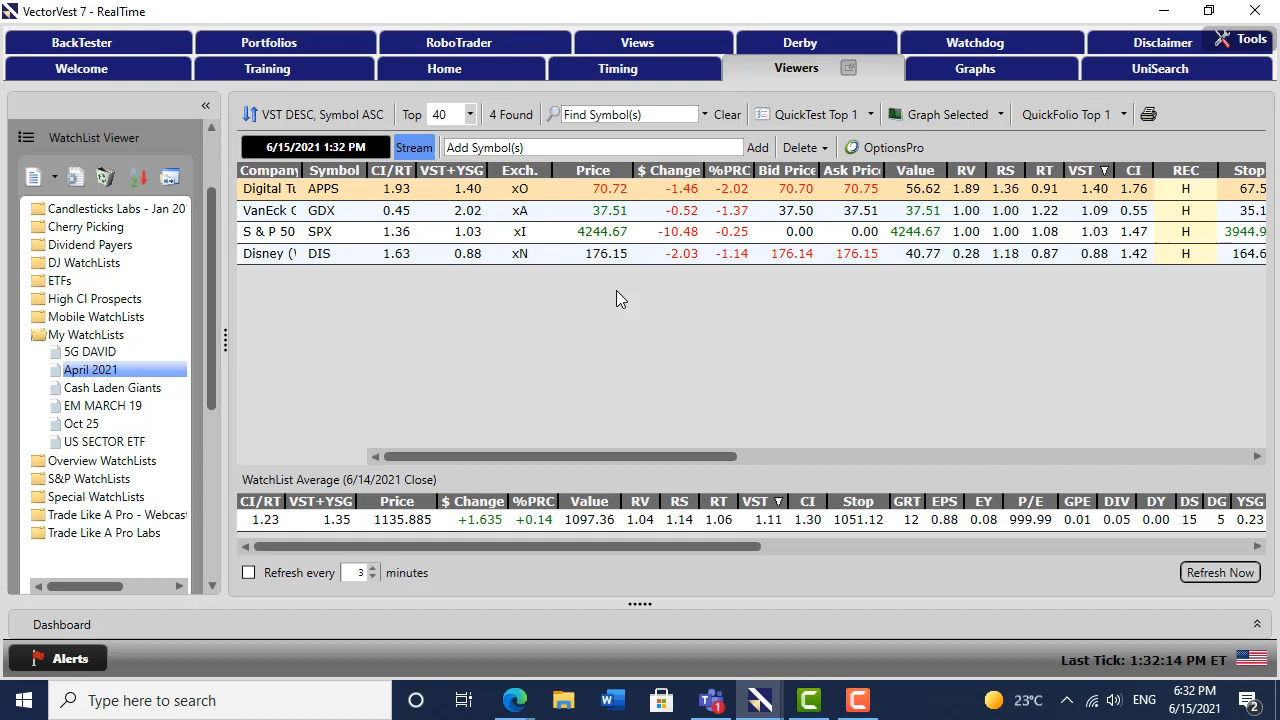 VectorVest 7 - RealTime
BackTester Portfolios RoboTrader Views Derby Watchdog Disclaimer Tools
Welcome Training Home Timing Viewers Graphs UniSearch
« VST DESC, Symbol ASC Top 40 4 Found Find Symbol(s) Clear QuickTest Top 1 Graph Selected QuickFolio Top 1
WatchList Viewer
6/15/2021 1:32 PM Stream Add Symbol(s) Add Delete OptionsPro
Company Symbol CI/RT VST+YSG Exch. Price $ Change %PRC Bid Price Ask Pric Value RV RS RT VST CI REC Stop
Digital Tu APPS 1.93 1.40 xO 70.72 -1.46 -2.02 70.70 70.75 56.62 1.89 1.36 0.91 1.40 1.76 H 67.5
VanEck G GDX 0.45 2.02 xA 37.51 -0.52 -1.37 37.50 37.51 37.51 1.00 1.00 1.22 1.09 0.55 H 35.1
S & P 50 SPX 1.36 1.03 xI 4244.67 -10.48 -0.25 0.00 0.00 4244.67 1.00 1.00 1.08 1.03 1.47 H 3944.9
Disney (\ DIS 1.63 0.88 xN 176.15 -2.03 -1.14 176.14 176.15 40.77 0.28 1.18 0.87 0.88 1.42 H 164.6
Candlesticks Labs - Jan 20
Cherry Picking
Dividend Payers
DJ WatchLists
ETFs
High CI Prospects
Mobile WatchLists
My WatchLists
5G DAVID
April 2021
Cash Laden Giants
EM MARCH 19
Oct 25
US SECTOR ETF
Overview WatchLists
S&P WatchLists
Special WatchLists
Trade Like A Pro - Webcas
Trade Like A Pro Labs
WatchList Average (6/14/2021 Close)
CI/RT VST+YSG Price $ Change %PRC Value RV RS RT VST CI Stop GRT EPS EY P/E GPE DIV DY DS DG YSG
1.23 1.35 1135.885 +1.635 +0.14 1097.36 1.04 1.14 1.06 1.11 1.30 1051.12 12 0.88 0.08 999.99 0.01 0.05 0.00 15 5 0.23
Refresh every 3 minutes Refresh Now
Dashboard
Alerts Last Tick: 1:32:14 PM ET
Type here to search 1 23°C ENG 6:32 PM
6/15/2021 2